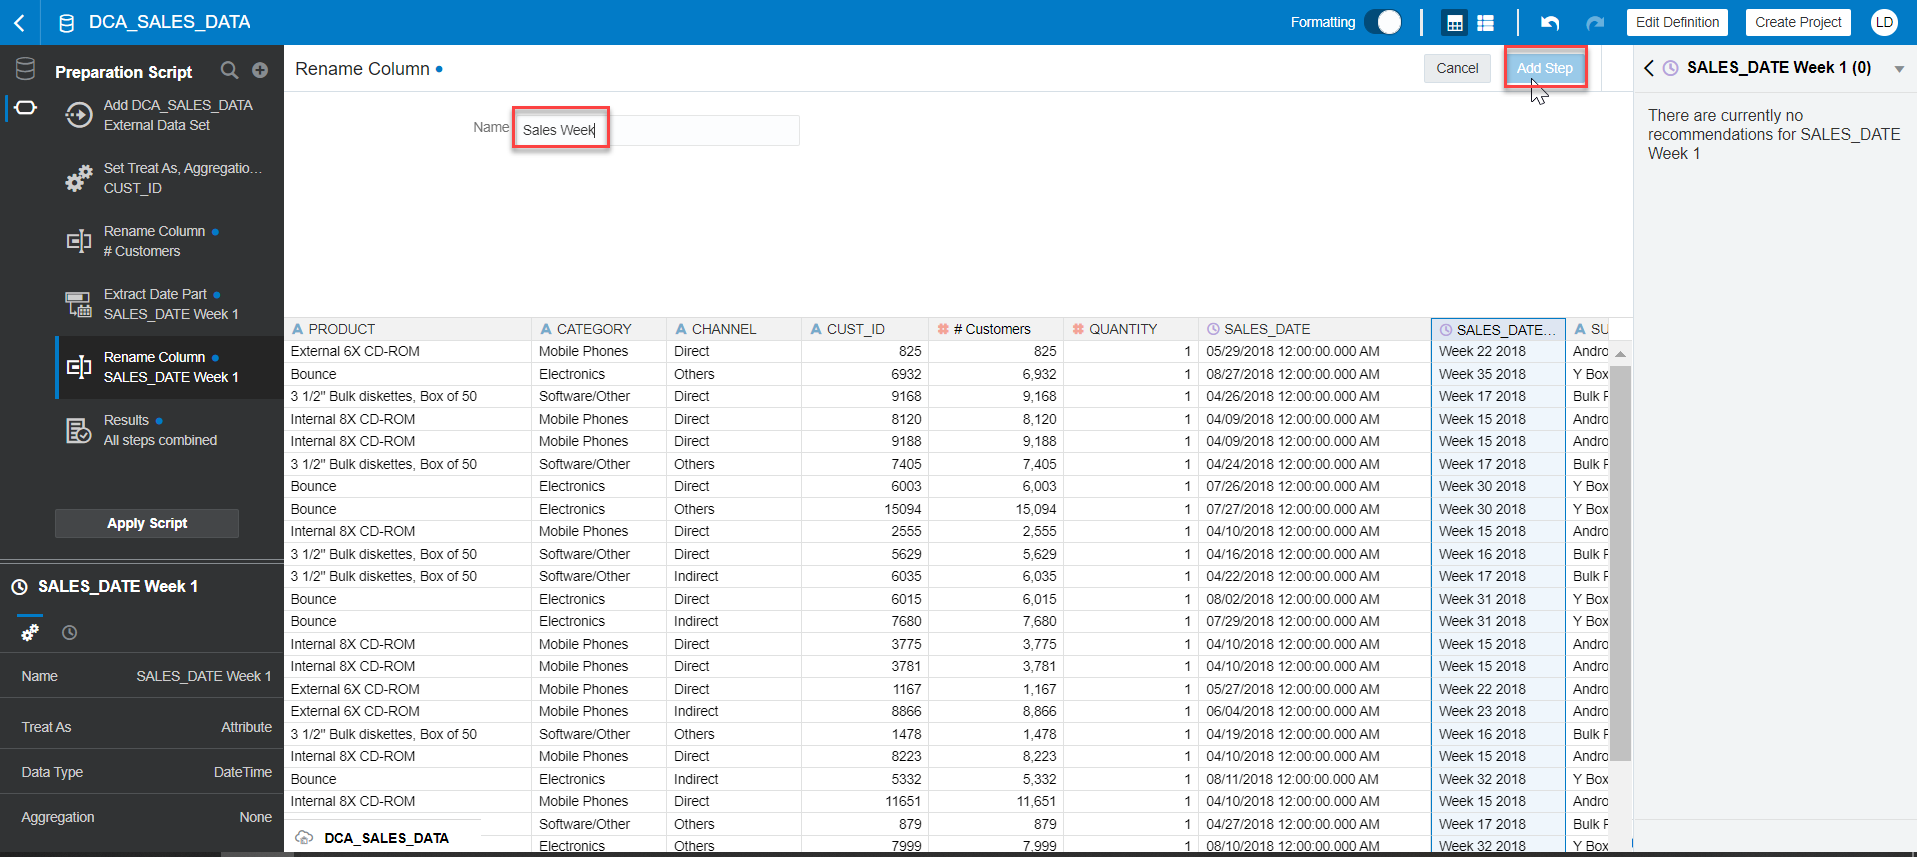 DCA_SALES_DATA
Formatting
Edit Definition
Create Project
LD
Preparation Script
Add DCA_SALES_DATA
External Data Set
Set Treat As, Aggregatio...
CUST_ID
Rename Column
# Customers
Extract Date Part
SALES_DATE Week 1
Rename Column
SALES_DATE Week 1
Results
All steps combined
Apply Script
SALES_DATE Week 1
Name SALES_DATE Week 1
Treat As Attribute
Data Type DateTime
Aggregation None
Rename Column
Cancel
Add Step
Name Sales Week
SALES_DATE Week 1 (0)
There are currently no
recommendations for SALES_DATE
Week 1
A PRODUCT A CATEGORY A CHANNEL A CUST_ID # # Customers # QUANTITY SALES_DATE SALES_DATE... A SU
External 6X CD-ROM Mobile Phones Direct 825 825 1 05/29/2018 12:00:00.000 AM Week 22 2018 Andro
Bounce Electronics Others 6932 6,932 1 08/27/2018 12:00:00.000 AM Week 35 2018 Y Box
3 1/2" Bulk diskettes, Box of 50 Software/Other Direct 9168 9,168 1 04/26/2018 12:00:00.000 AM Week 17 2018 Bulk P
Internal 8X CD-ROM Mobile Phones Direct 8120 8,120 1 04/09/2018 12:00:00.000 AM Week 15 2018 Andro
Internal 8X CD-ROM Mobile Phones Direct 9188 9,188 1 04/09/2018 12:00:00.000 AM Week 15 2018 Andro
3 1/2" Bulk diskettes, Box of 50 Software/Other Others 7405 7,405 1 04/24/2018 12:00:00.000 AM Week 17 2018 Bulk P
Bounce Electronics Direct 6003 6,003 1 07/26/2018 12:00:00.000 AM Week 30 2018 Y Box
Bounce Electronics Others 15094 15,094 1 07/27/2018 12:00:00.000 AM Week 30 2018 Y Box
Internal 8X CD-ROM Mobile Phones Direct 2555 2,555 1 04/10/2018 12:00:00.000 AM Week 15 2018 Andro
3 1/2" Bulk diskettes, Box of 50 Software/Other Direct 5629 5,629 1 04/16/2018 12:00:00.000 AM Week 16 2018 Bulk P
3 1/2" Bulk diskettes, Box of 50 Software/Other Indirect 6035 6,035 1 04/22/2018 12:00:00.000 AM Week 17 2018 Bulk P
Bounce Electronics Direct 6015 6,015 1 08/02/2018 12:00:00.000 AM Week 31 2018 Y Box
Bounce Electronics Indirect 7680 7,680 1 07/29/2018 12:00:00.000 AM Week 31 2018 Y Box
Internal 8X CD-ROM Mobile Phones Direct 3775 3,775 1 04/10/2018 12:00:00.000 AM Week 15 2018 Andro
Internal 8X CD-ROM Mobile Phones Direct 3781 3,781 1 04/10/2018 12:00:00.000 AM Week 15 2018 Andro
External 6X CD-ROM Mobile Phones Direct 1167 1,167 1 05/27/2018 12:00:00.000 AM Week 22 2018 Andro
External 6X CD-ROM Mobile Phones Indirect 8866 8,866 1 06/04/2018 12:00:00.000 AM Week 23 2018 Andro
3 1/2" Bulk diskettes, Box of 50 Software/Other Others 1478 1,478 1 04/19/2018 12:00:00.000 AM Week 16 2018 Bulk P
Internal 8X CD-ROM Mobile Phones Direct 8223 8,223 1 04/10/2018 12:00:00.000 AM Week 15 2018 Andro
Bounce Electronics Indirect 5332 5,332 1 08/11/2018 12:00:00.000 AM Week 32 2018 Y Box
Internal 8X CD-ROM Mobile Phones Direct 11651 11,651 1 04/10/2018 12:00:00.000 AM Week 15 2018 Andro
Software/Other Others 879 879 1 04/27/2018 12:00:00.000 AM Week 17 2018 Bulk P
Electronics Others 7999 7,999 1 08/10/2018 12:00:00.000 AM Week 32 2018 Y Box
DCA_SALES_DATA